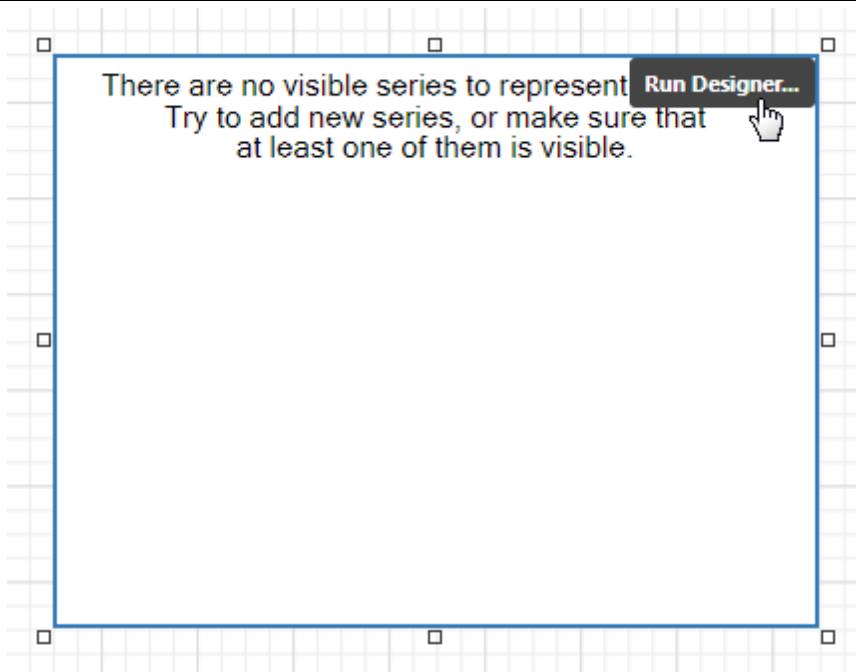 There are no visible series to represent
Run Designer...
Try to add new series, or make sure that
at least one of them is visible.